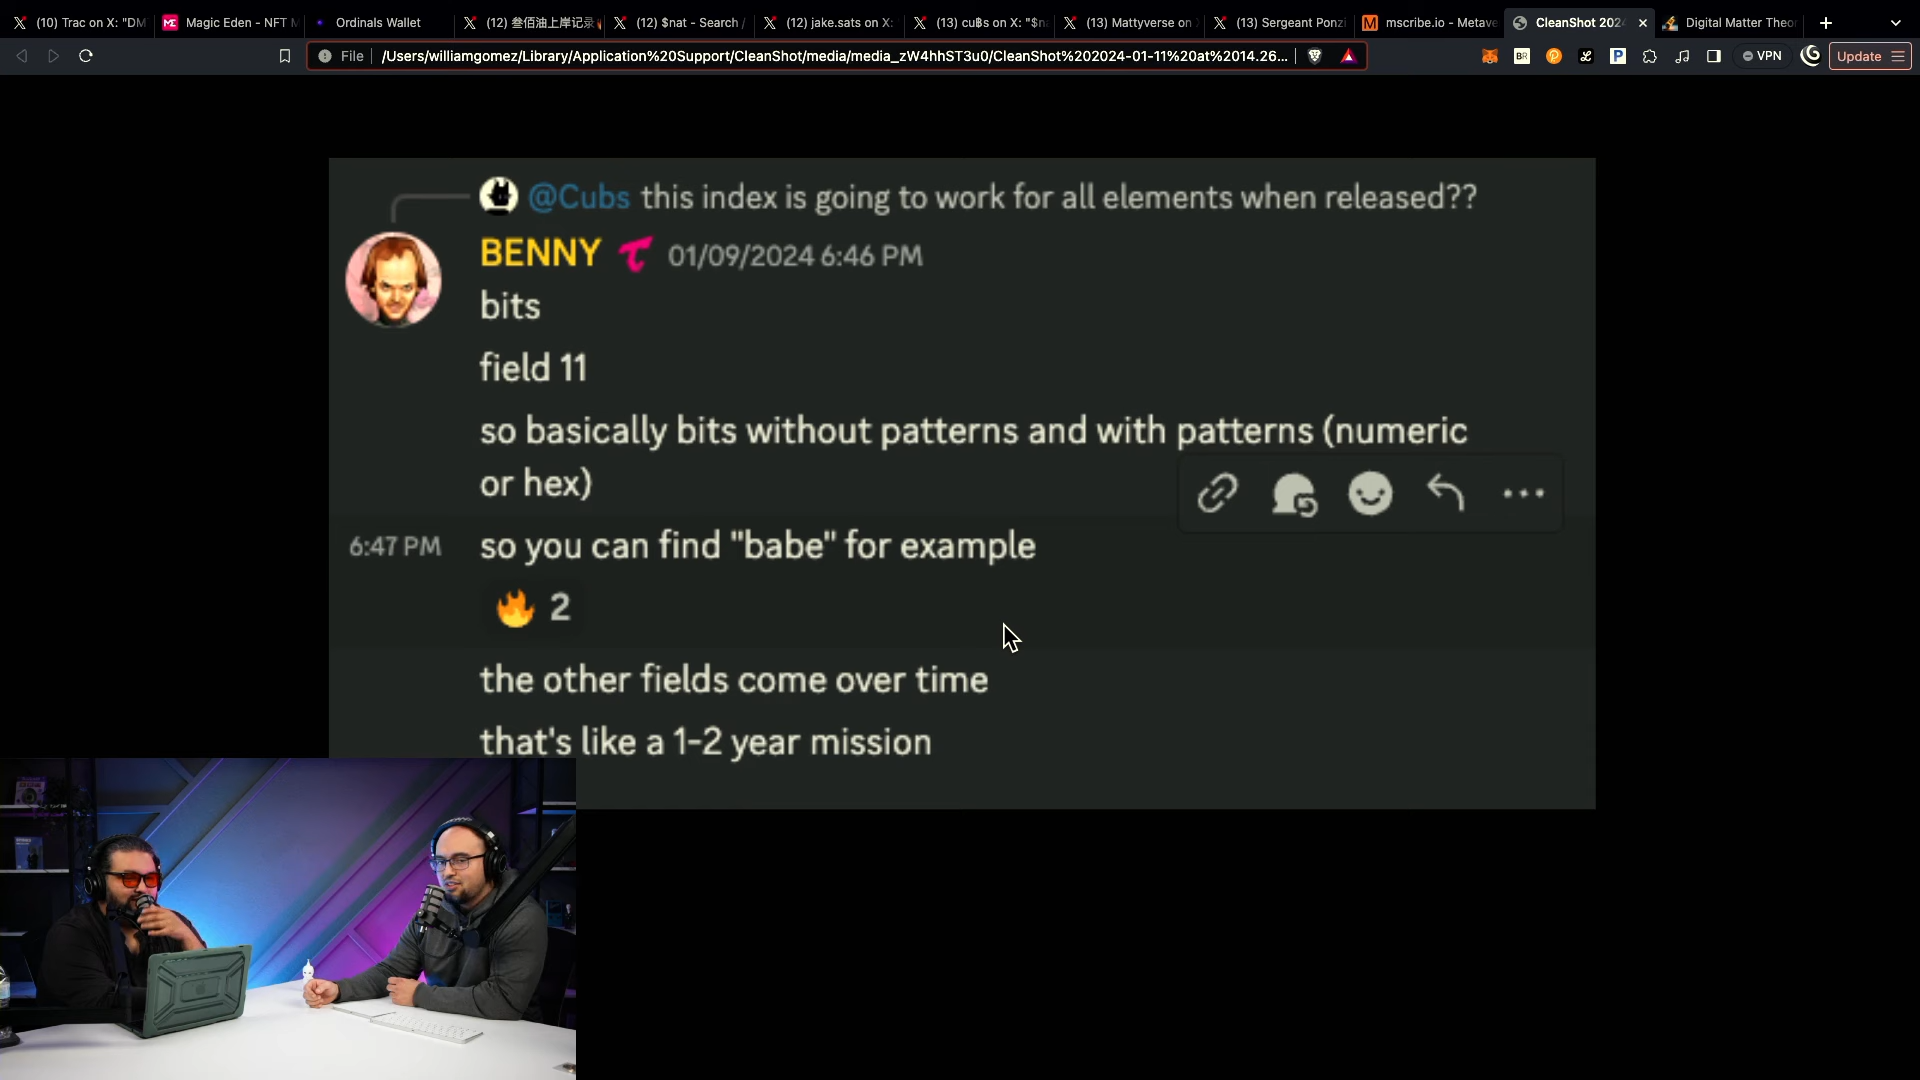 (10) Trac on X: "DM
Magic Eden - NFT M
Ordinals Wallet
(12) 叁佰油上岸记录
(12) $nat - Search /
(12) jake.sats on X:
(13) cu฿s on X: "$na
(13) Mattyverse on
(13) Sergeant Ponzi
mscribe.io - Metave
CleanShot 202
Digital Matter Theor
File
/Users/williamgomez/Library/Application%20Support/CleanShot/media/media_zW4hhST3u0/CleanShot%202024-01-11%20at%2014.26...
VPN
Update
@Cubs this index is going to work for all elements when released??
BENNY 01/09/2024 6:46 PM
bits
field 11
so basically bits without patterns and with patterns (numeric
or hex)
6:47 PM so you can find "babe" for example
🔥 2
the other fields come over time
that's like a 1-2 year mission